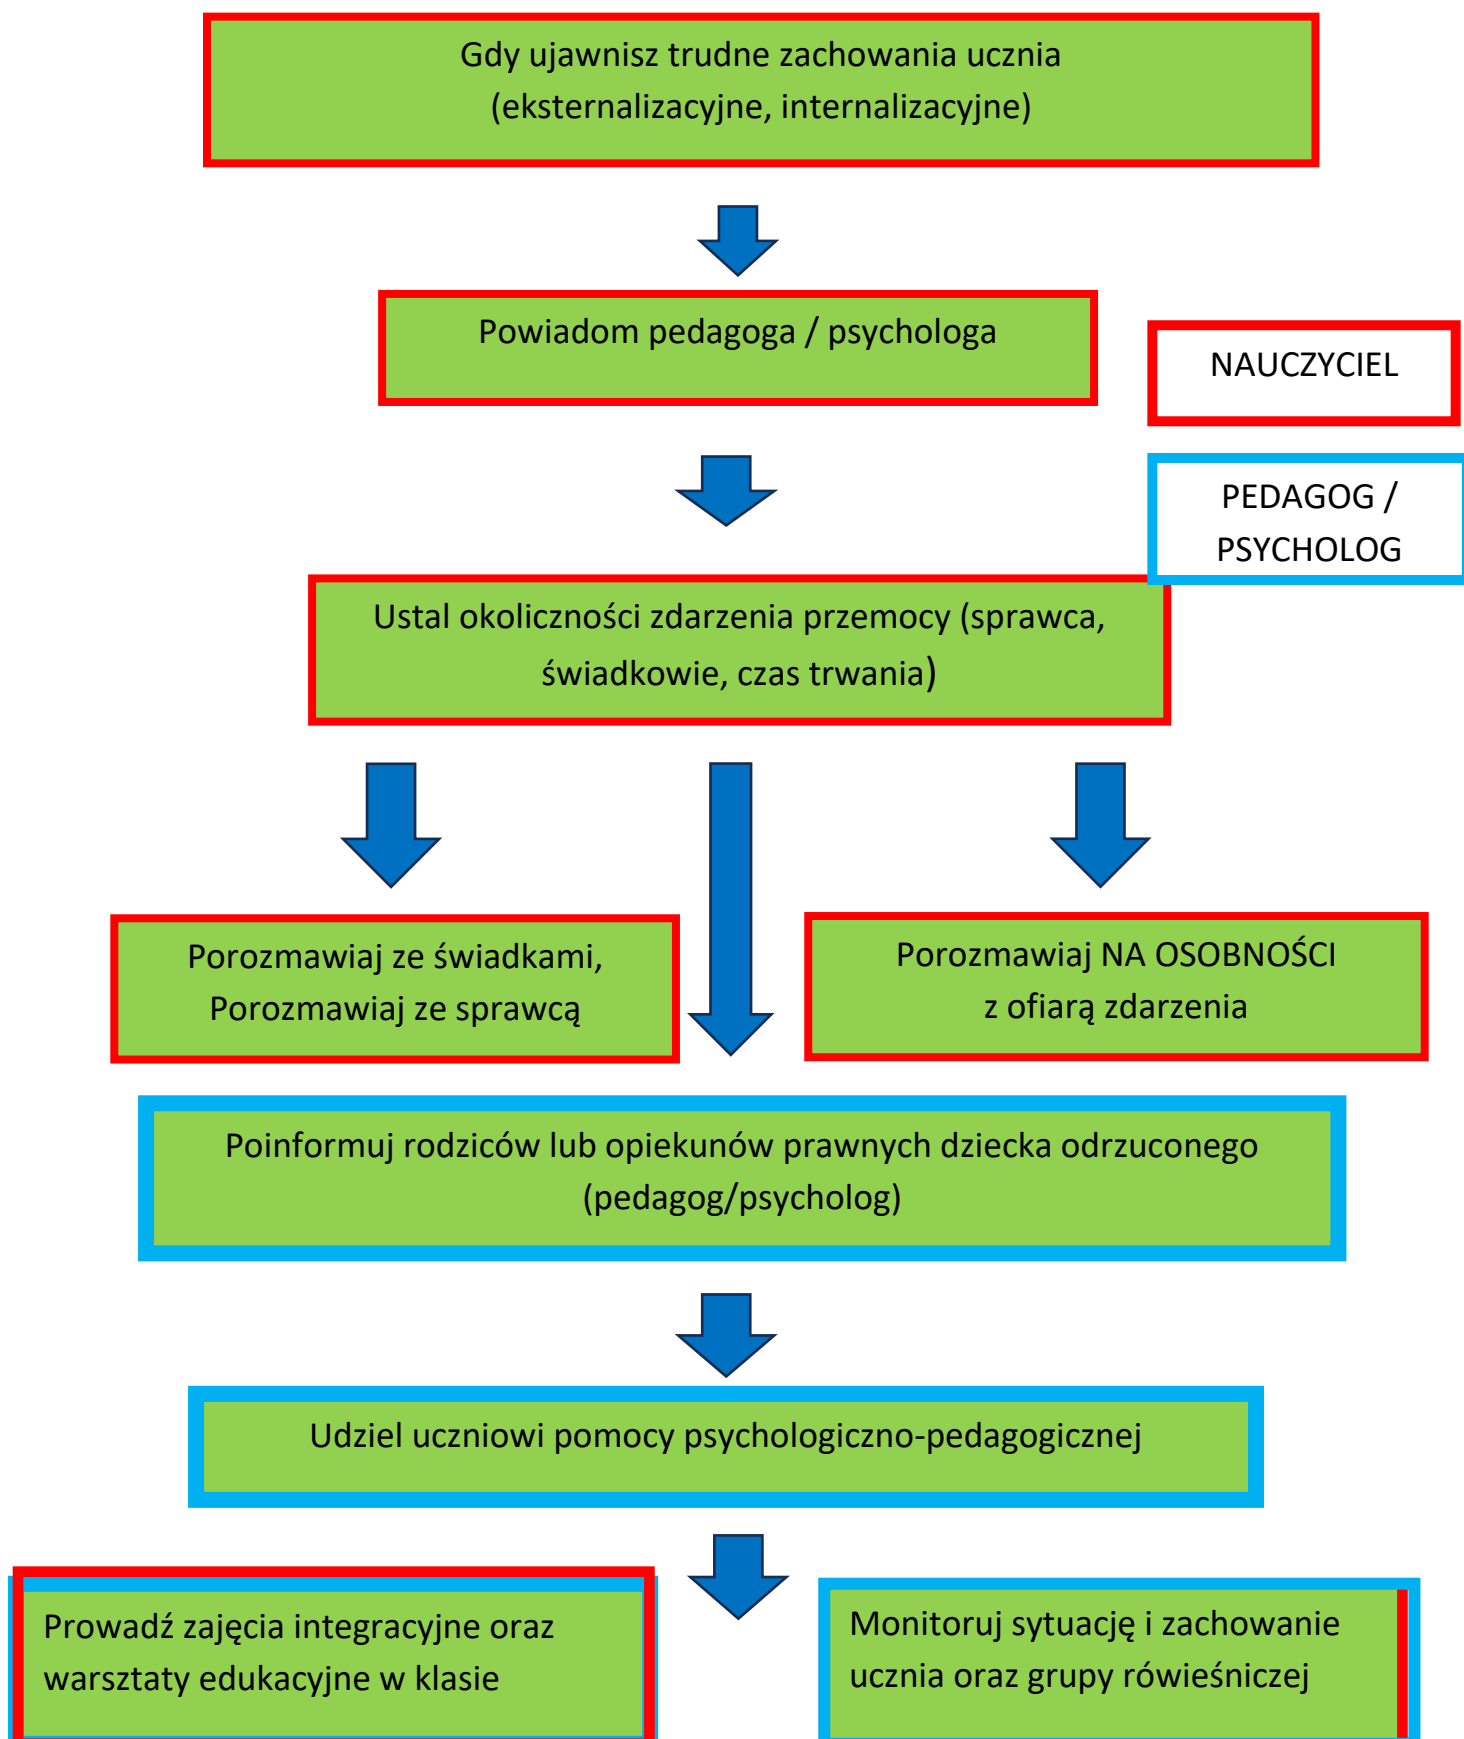 Gdy ujawnisz trudne zachowania ucznia
(eksternalizacyjne, internalizacyjne)
Powiadom pedagoga / psychologa
NAUCZYCIEL
PEDAGOG /
PSYCHOLOG
Ustal okoliczności zdarzenia przemocy (sprawca,
świadkowie, czas trwania)
Porozmawiaj ze świadkami,
Porozmawiaj ze sprawcą
Porozmawiaj NA OSOBNOŚCI
z ofiarą zdarzenia
Poinformuj rodziców lub opiekunów prawnych dziecka odrzuconego
(pedagog/psycholog)
Udziel uczniowi pomocy psychologiczno-pedagogicznej
Prowadź zajęcia integracyjne oraz
warsztaty edukacyjne w klasie
Monitoruj sytuację i zachowanie
ucznia oraz grupy rówieśniczej